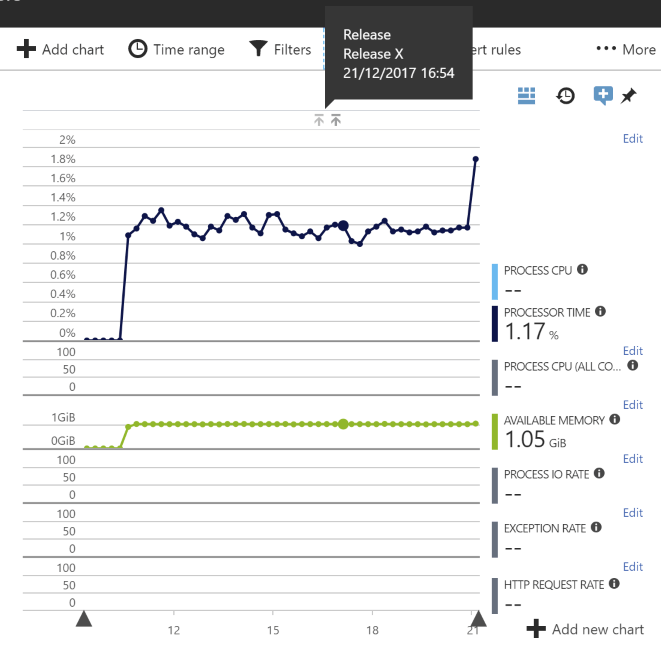 Release
Release X
21/12/2017 16:54
Add chart
Time range
Filters
ert rules
More
Edit
2%
1.8%
1.6%
1.4%
1.2%
1%
0.8%
0.6%
0.4%
0.2%
0%
PROCESS CPU
--
PROCESSOR TIME
1.17 %
Edit
100
50
0
PROCESS CPU (ALL CO...
--
Edit
1GiB
0GiB
AVAILABLE MEMORY
1.05 GiB
Edit
100
50
0
PROCESS IO RATE
--
Edit
100
50
0
EXCEPTION RATE
--
Edit
100
50
0
HTTP REQUEST RATE
--
12
15
18
21
Add new chart